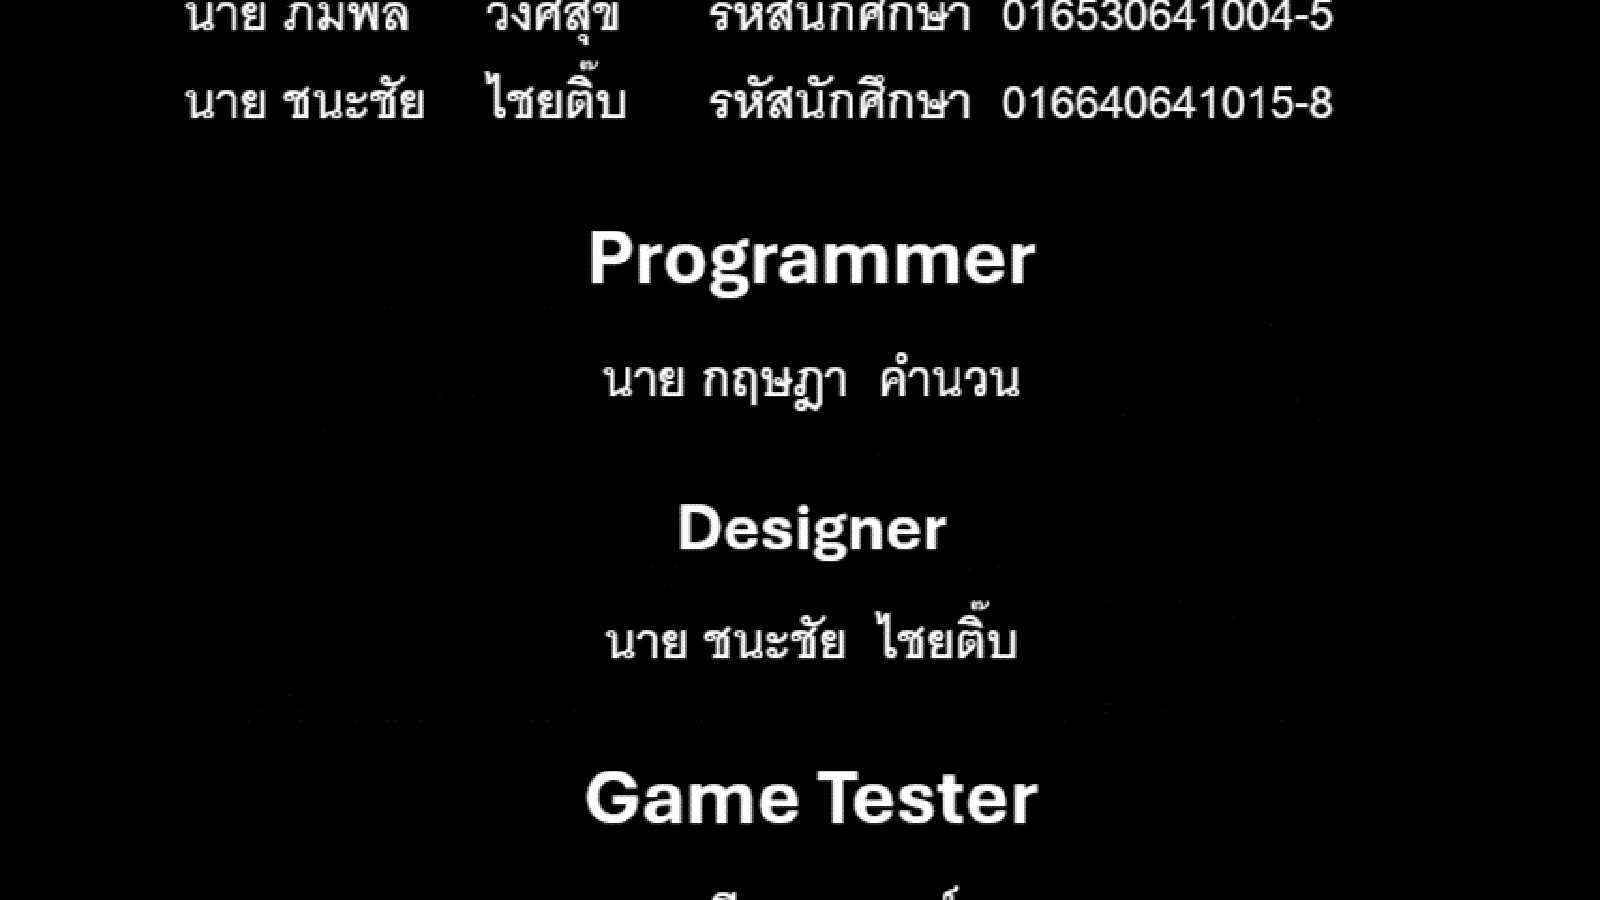 นาย ภูมิพล วงศ์สุข รหัสนักศึกษา 016530641004-5
นาย ชนะชัย ไชยติ๊บ รหัสนักศึกษา 016640641015-8
Programmer
นาย กฤษฎา คำนวน
Designer
นาย ชนะชัย ไชยติ๊บ
Game Tester